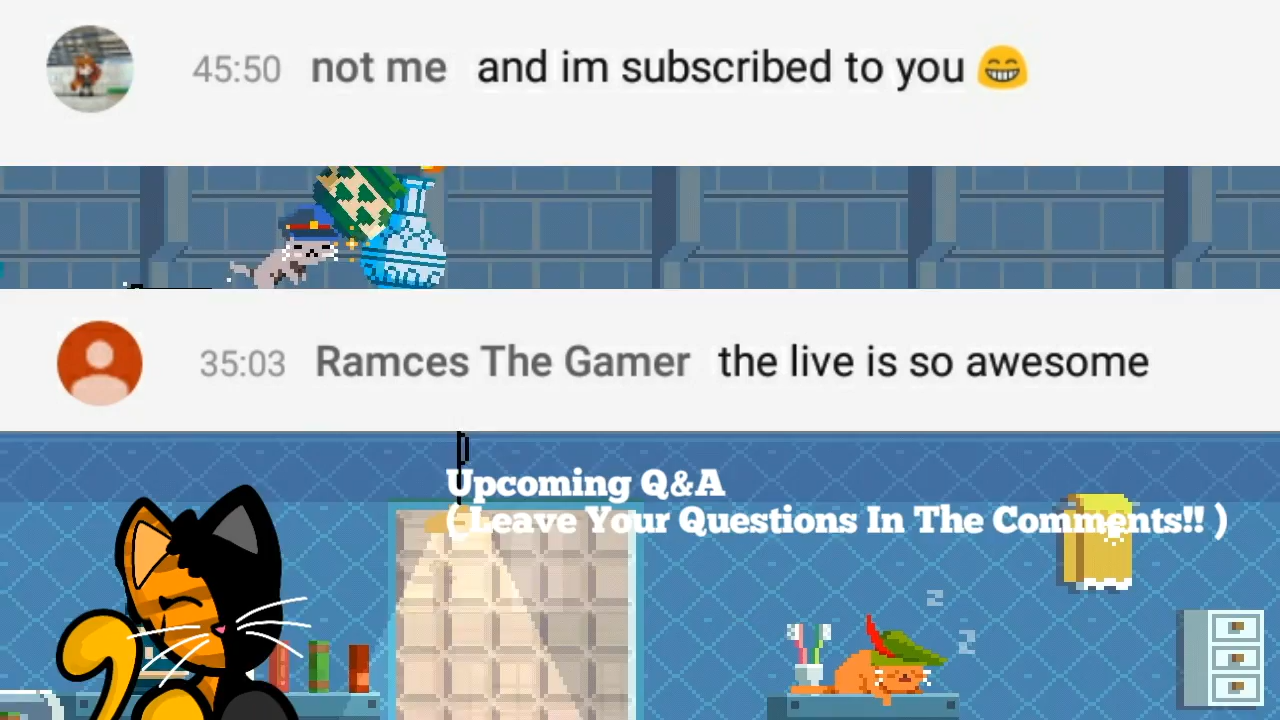 45:50 not me and im subscribed to you 😁
35:03 Ramces The Gamer the live is so awesome
Upcoming Q&A
( Leave Your Questions In The Comments!! )
z
z